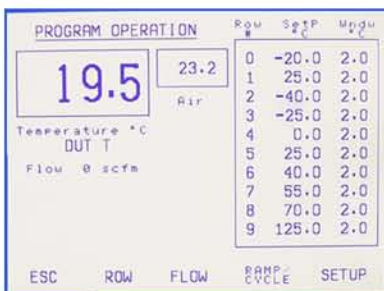 PROGRAM OPERATION
19.5
23.2
Air
Temperature °C
DUT T
Flow 0 scfm
Row SetP Wndw
# °C °C
0 -20.0 2.0
1 25.0 2.0
2 -40.0 2.0
3 -25.0 2.0
4 0.0 2.0
5 25.0 2.0
6 40.0 2.0
7 55.0 2.0
8 70.0 2.0
9 125.0 2.0
ESC ROW FLOW RAMP/ SETUP
CYCLE